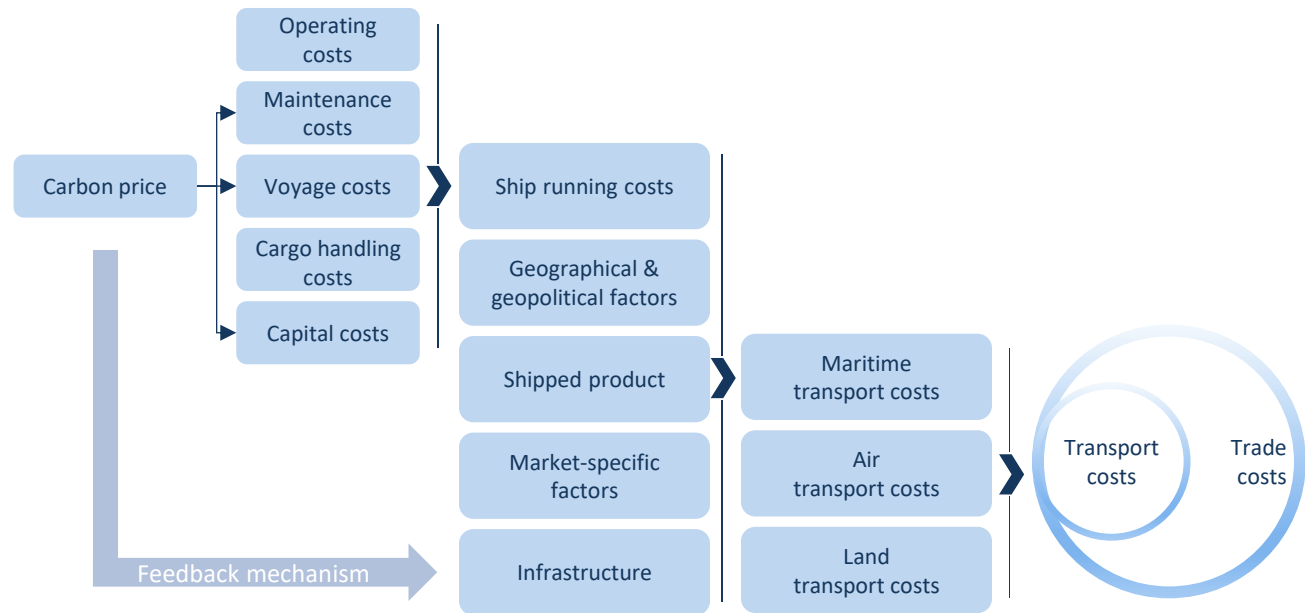 Carbon price
Operating
costs
Maintenance
costs
Voyage costs
Cargo handling
costs
Capital costs
Feedback mechanism
Ship running costs
Geographical &
geopolitical factors
Shipped product
Market-specific
factors
Infrastructure
Maritime
transport costs
Air
transport costs
Land
transport costs
Transport
costs
Trade
costs